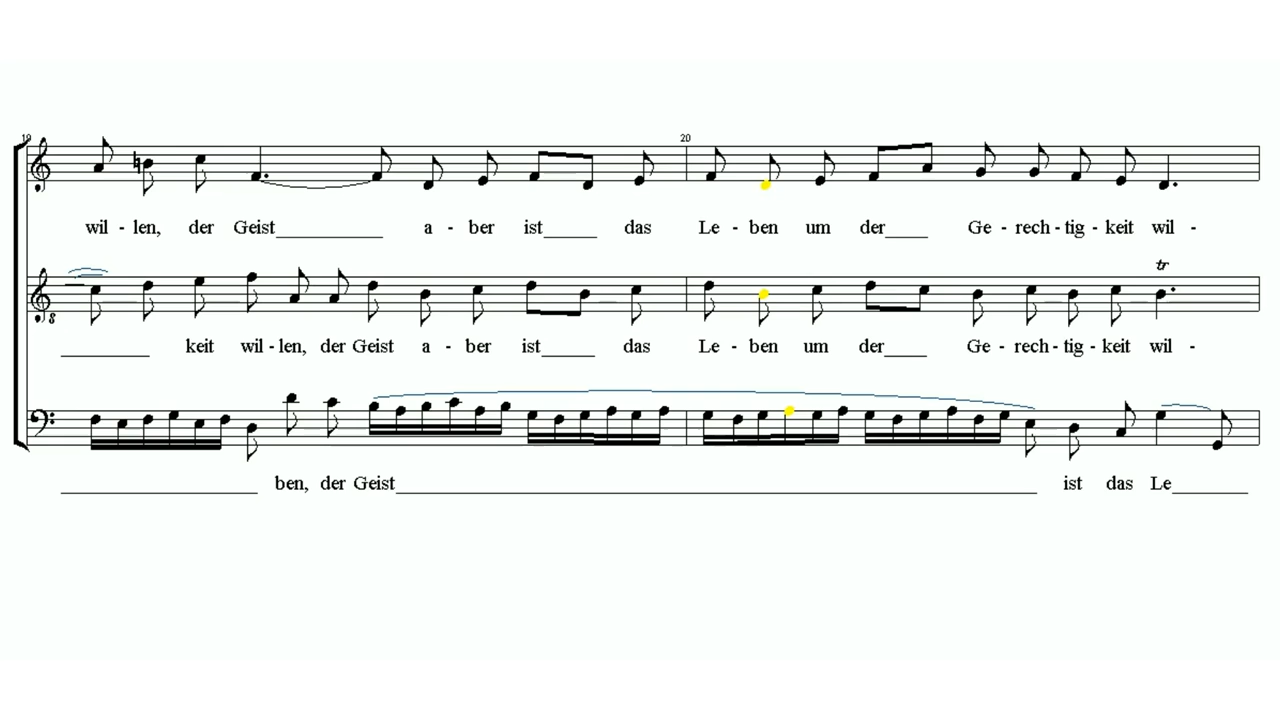 19 20
wil - len, der Geist a - ber ist das Le - ben um der Ge - rech - tig - keit wil -
tr
8
keit wil - len, der Geist a - ber ist das Le - ben um der Ge - rech - tig - keit wil -
ben, der Geist ist das Le